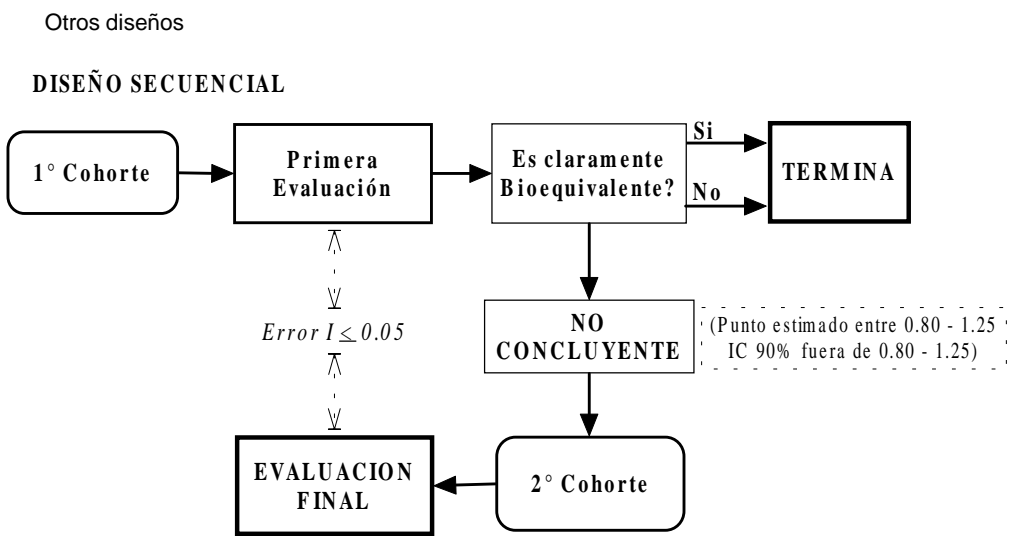 Otros diseños
DISEÑO SECUENCIAL
1° Cohorte
Primera
Evaluación
Es claramente
Bioequivalente?
Si
No
TERMINA
Error I ≤ 0.05
NO
CONCLUYENTE
(Punto estimado entre 0.80 - 1.25
IC 90% fuera de 0.80 - 1.25)
EVALUACION
FINAL
2° Cohorte